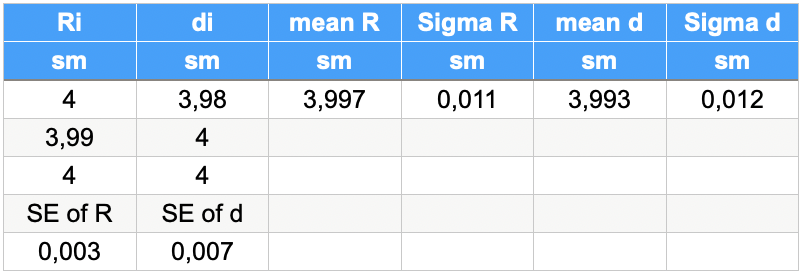 Ri di mean R Sigma R mean d Sigma d
sm sm sm sm sm sm
4 3,98 3,997 0,011 3,993 0,012
3,99 4
4 4
SE of R SE of d
0,003 0,007